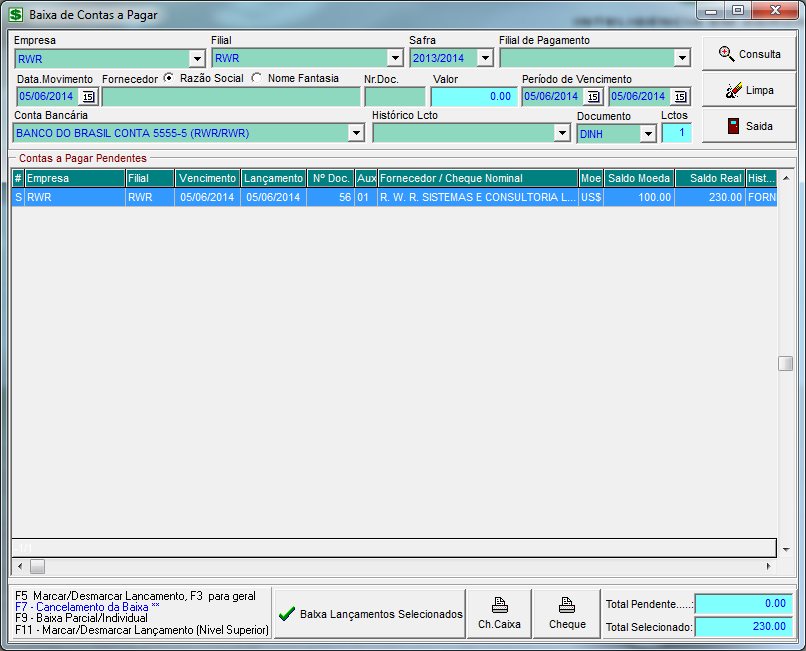 Baixa de Contas a Pagar
Empresa Filial Safra Filial de Pagamento
RWR RWR 2013/2014
Consulta
Data.Movimento Fornecedor Razão Social Nome Fantasia Nr.Doc. Valor Período de Vencimento
05/06/2014 15 0.00 05/06/2014 15 05/06/2014 15
Limpa
Conta Bancária Histórico Lcto Documento Lctos
BANCO DO BRASIL CONTA 5555-5 (RWR/RWR) DINH 1
Saida
Contas a Pagar Pendentes
# Empresa Filial Vencimento Lançamento Nº Doc. Aux Fornecedor / Cheque Nominal Moe Saldo Moeda Saldo Real Hist...
S RWR RWR 05/06/2014 05/06/2014 56 01 R. W. R. SISTEMAS E CONSULTORIA L... US$ 100.00 230.00 FORN
F5 Marcar/Desmarcar Lancamento, F3 para geral
F7 - Cancelamento da Baixa **
F9 - Baixa Parcial/Individual
F11 - Marcar/Desmarcar Lançamento (Nivel Superior)
Baixa Lançamentos Selecionados
Ch.Caixa
Cheque
Total Pendente.....: 0.00
Total Selecionado: 230.00